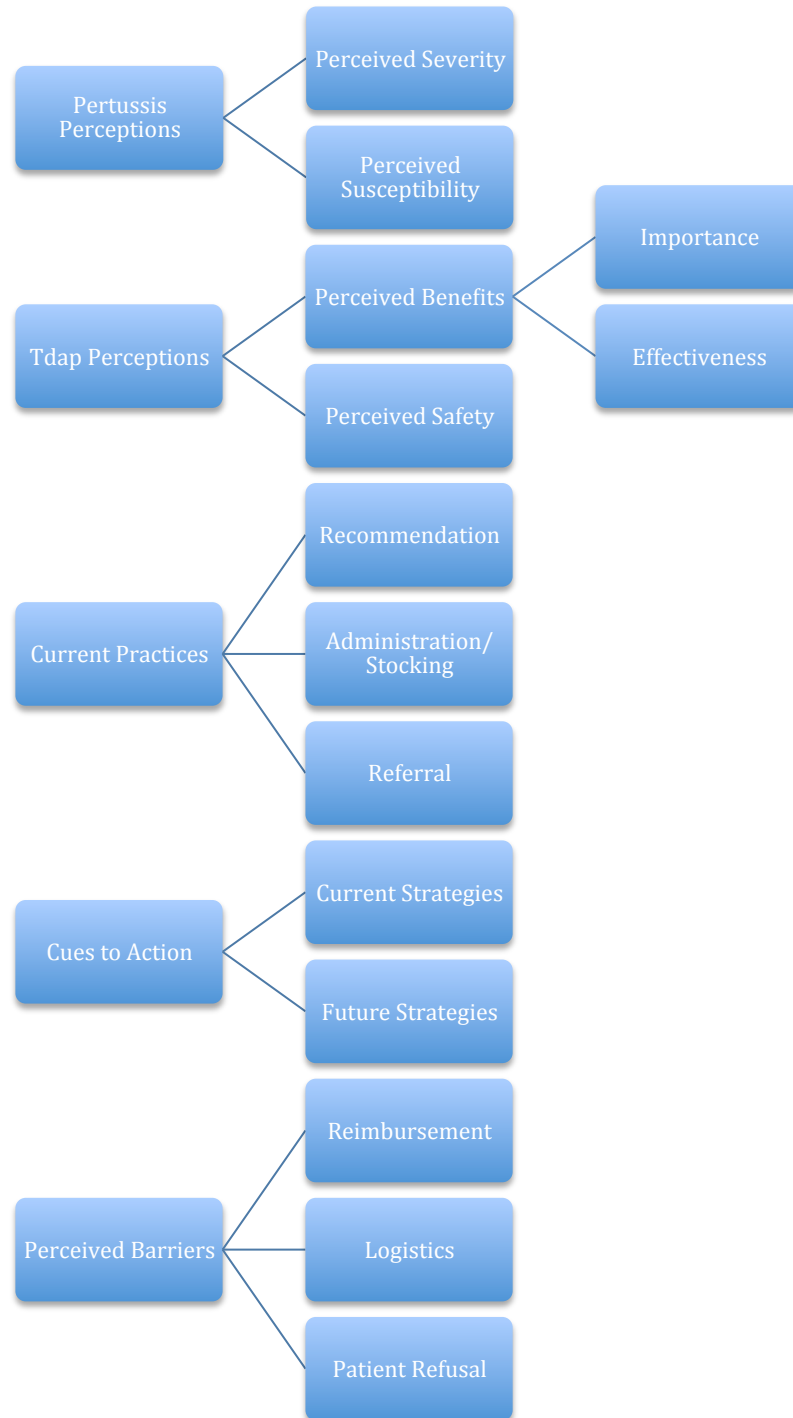 Pertussis
Perceptions
Perceived Severity
Perceived
Susceptibility
Tdap Perceptions
Perceived Benefits
Importance
Effectiveness
Perceived Safety
Current Practices
Recommendation
Administration/
Stocking
Referral
Cues to Action
Current Strategies
Future Strategies
Perceived Barriers
Reimbursement
Logistics
Patient Refusal